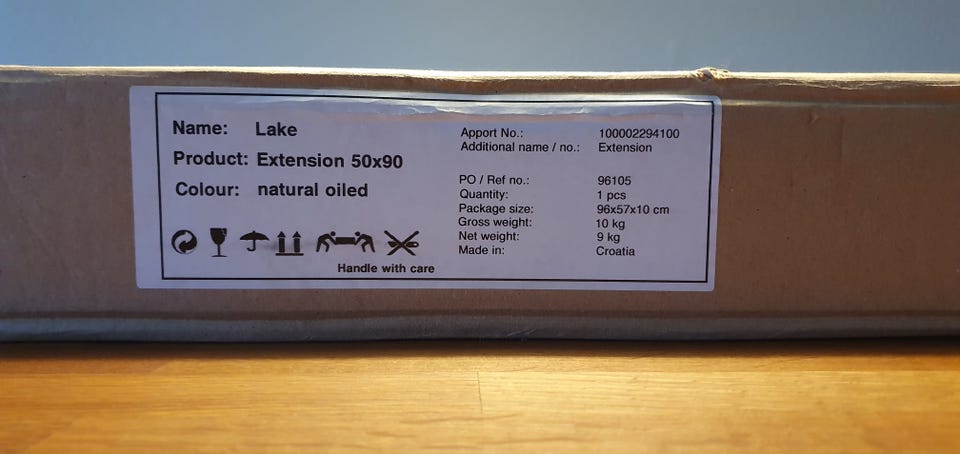 Name: Lake
Product: Extension 50x90
Colour: natural oiled
Handle with care
Apport No.: 100002294100
Additional name / no.: Extension
PO / Ref no.: 96105
Quantity: 1 pcs
Package size: 96x57x10 cm
Gross weight: 10 kg
Net weight: 9 kg
Made in: Croatia